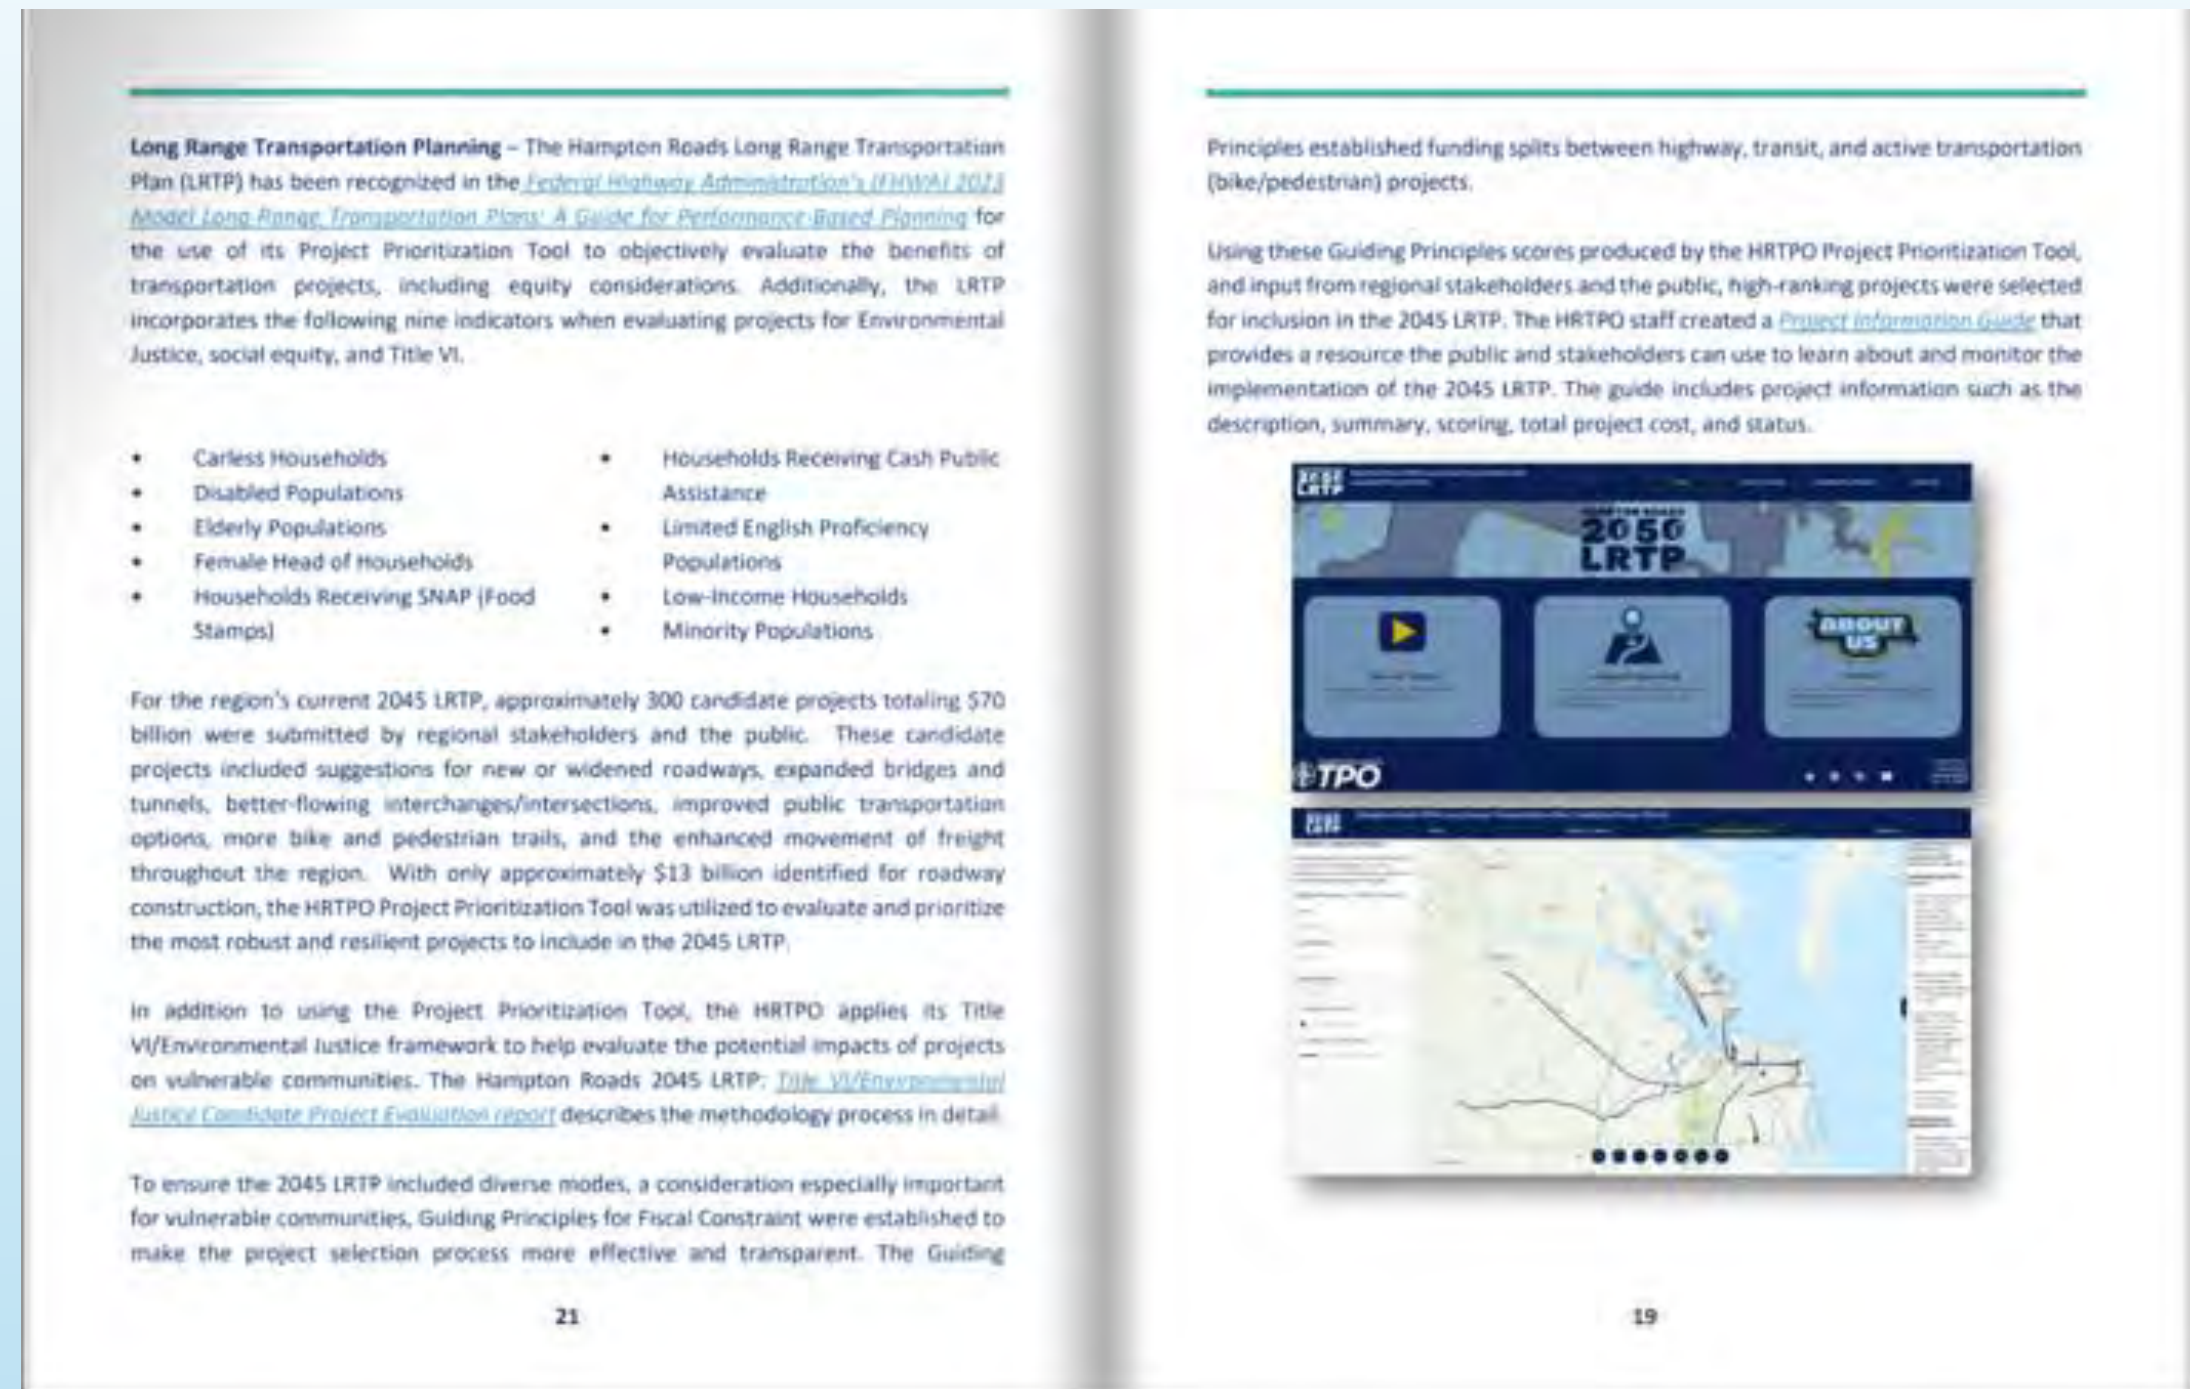 Long Range Transportation Planning – The Hampton Roads Long Range Transportation
Plan (LRTP) has been recognized in the Federal Highway Administration's (FHWA) 2023
Model Long Range Transportation Plans: A Guide for Performance-Based Planning for
the use of its Project Prioritization Tool to objectively evaluate the benefits of
transportation projects, including equity considerations. Additionally, the LRTP
incorporates the following nine indicators when evaluating projects for Environmental
Justice, social equity, and Title VI.
• Carless Households
• Disabled Populations
• Elderly Populations
• Female Head of Households
• Households Receiving SNAP (Food
Stamps)
• Households Receiving Cash Public
Assistance
• Limited English Proficiency
Populations
• Low-Income Households
• Minority Populations
For the region's current 2045 LRTP, approximately 300 candidate projects totaling $70
billion were submitted by regional stakeholders and the public. These candidate
projects included suggestions for new or widened roadways, expanded bridges and
tunnels, better-flowing interchanges/intersections, improved public transportation
options, more bike and pedestrian trails, and the enhanced movement of freight
throughout the region. With only approximately $13 billion identified for roadway
construction, the HRTPO Project Prioritization Tool was utilized to evaluate and prioritize
the most robust and resilient projects to include in the 2045 LRTP.
In addition to using the Project Prioritization Tool, the HRTPO applies its Title
VI/Environmental Justice framework to help evaluate the potential impacts of projects
on vulnerable communities. The Hampton Roads 2045 LRTP: Title VI/Environmental
Justice Candidate Project Evaluation report describes the methodology process in detail.
To ensure the 2045 LRTP included diverse modes, a consideration especially important
for vulnerable communities, Guiding Principles for Fiscal Constraint were established to
make the project selection process more effective and transparent. The Guiding
21
Principles established funding splits between highway, transit, and active transportation
(bike/pedestrian) projects.
Using these Guiding Principles scores produced by the HRTPO Project Prioritization Tool,
and input from regional stakeholders and the public, high-ranking projects were selected
for inclusion in the 2045 LRTP. The HRTPO staff created a Project Information Guide that
provides a resource the public and stakeholders can use to learn about and monitor the
implementation of the 2045 LRTP. The guide includes project information such as the
description, summary, scoring, total project cost, and status.
2050
LRTP
HAMPTON ROADS
2050
LRTP
ABOUT
US
TPO
2050
LRTP
19